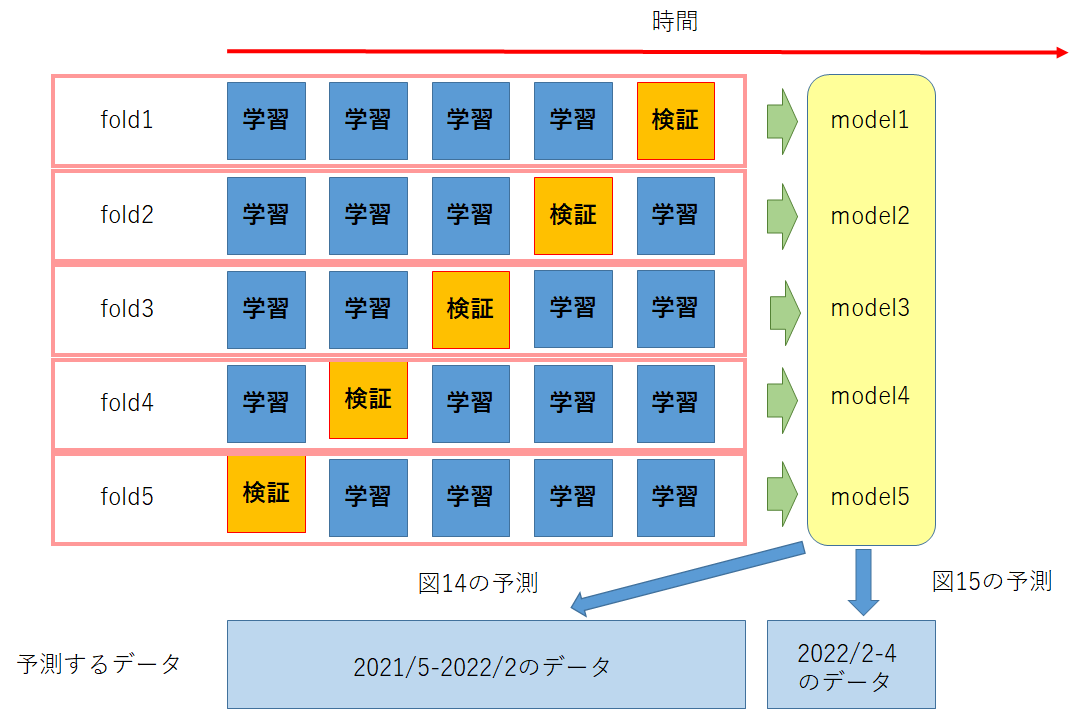 時間
fold1 学習 学習 学習 学習 検証 model1
fold2 学習 学習 学習 検証 学習 model2
fold3 学習 学習 検証 学習 学習 model3
fold4 学習 検証 学習 学習 学習 model4
fold5 検証 学習 学習 学習 学習 model5
図14の予測
図15の予測
予測するデータ
2021/5-2022/2のデータ
2022/2-4
のデータ